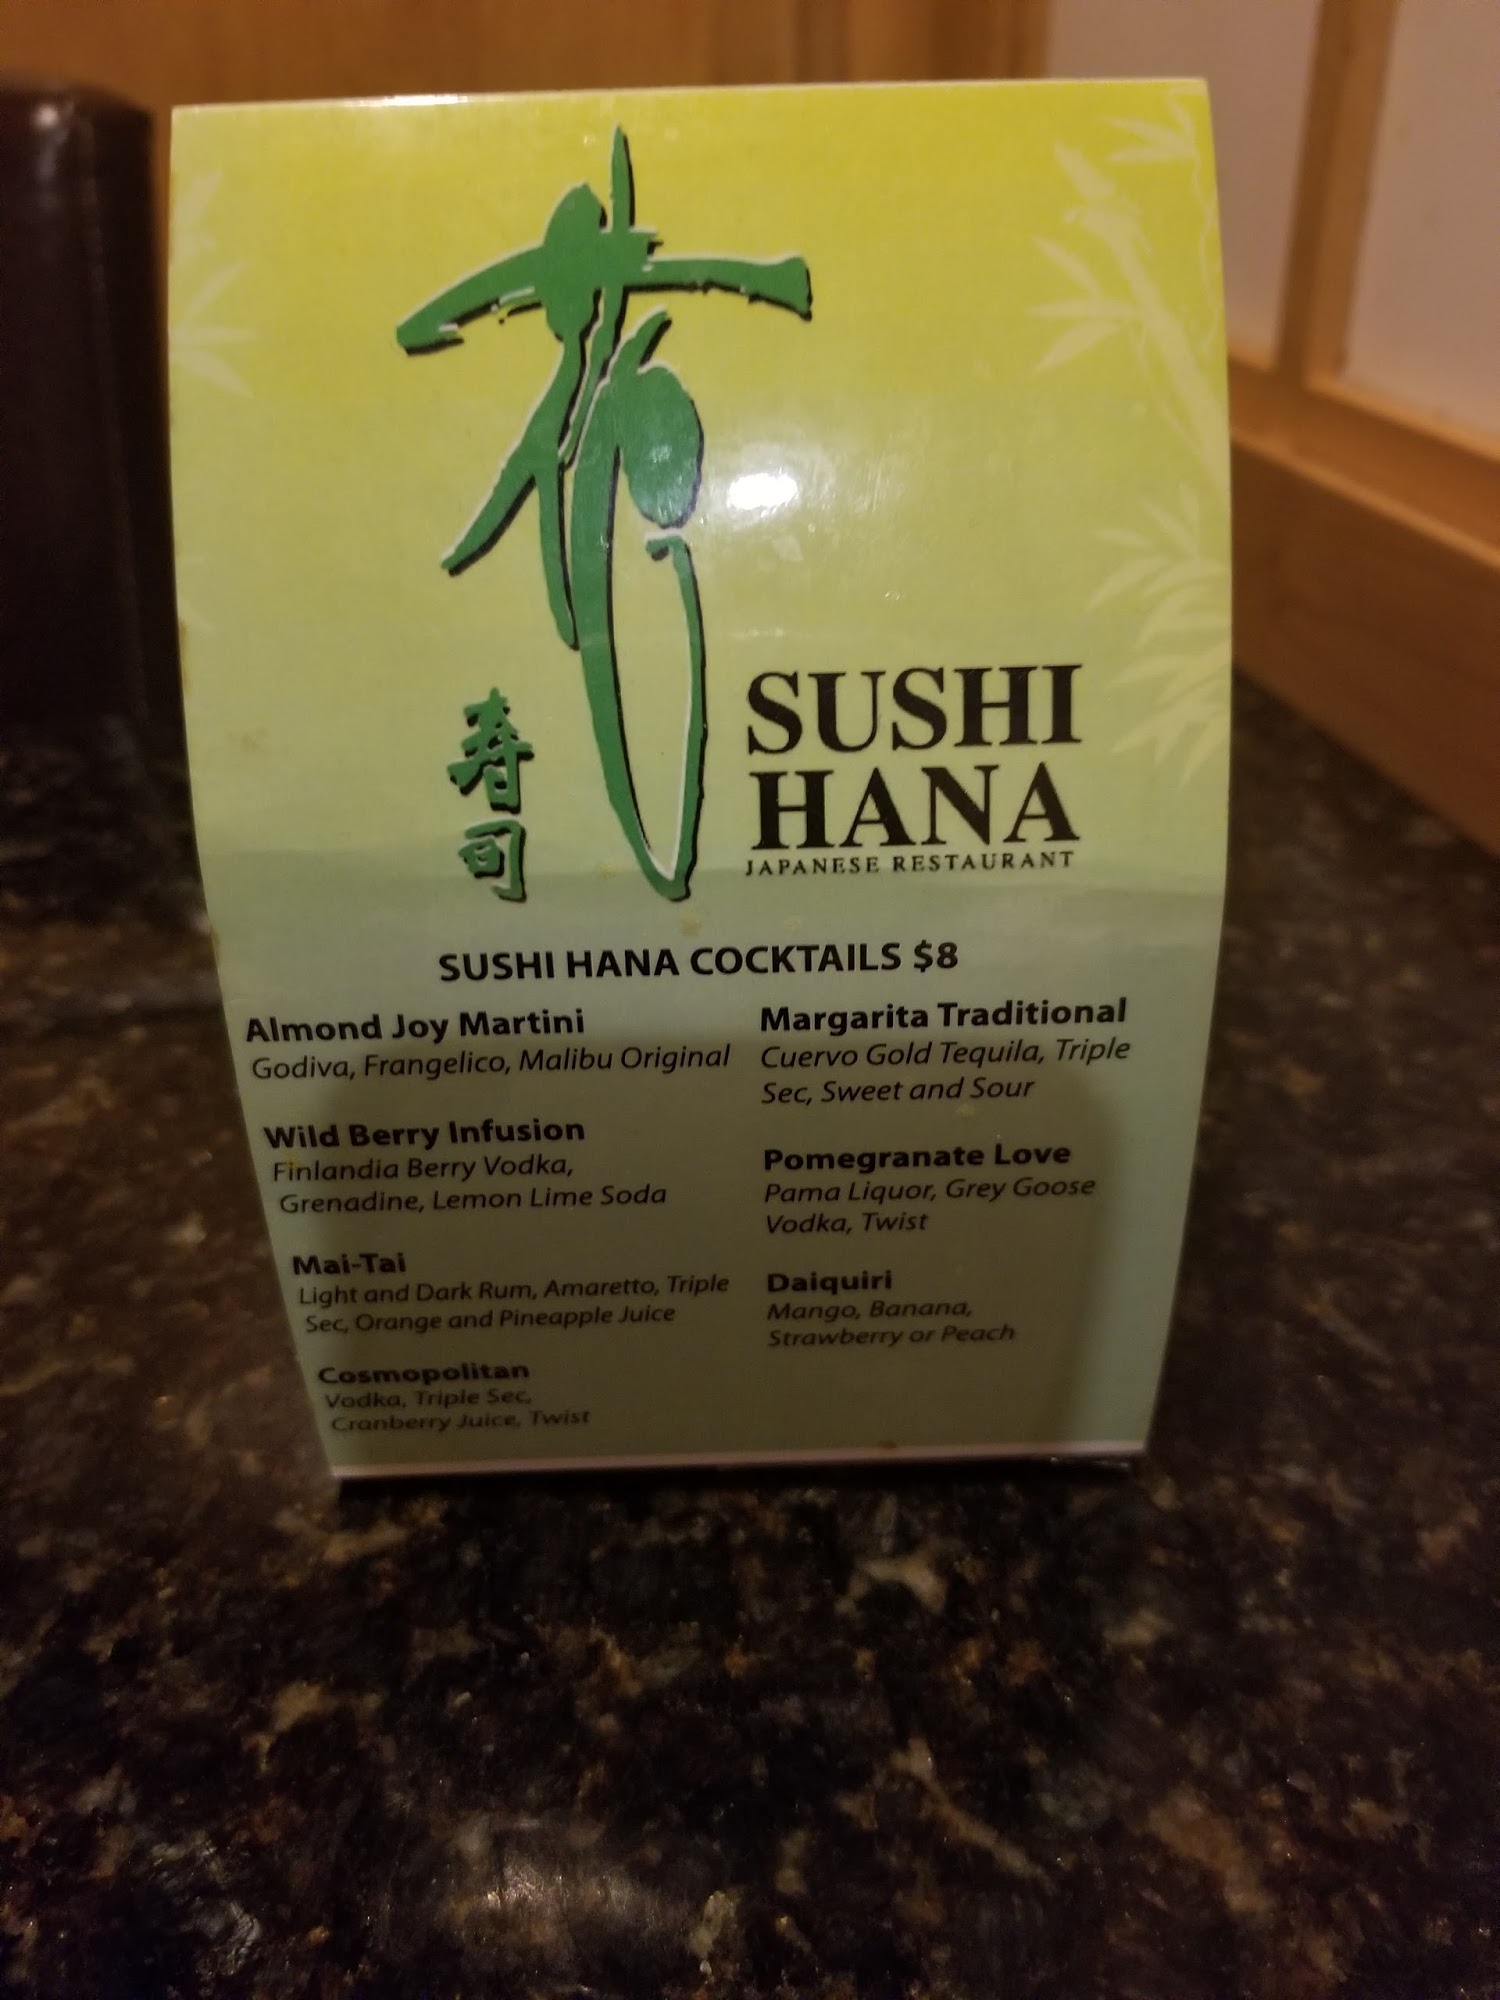 花
寿司
SUSHI
HANA
JAPANESE RESTAURANT
SUSHI HANA COCKTAILS $8
Almond Joy Martini
Godiva, Frangelico, Malibu Original
Wild Berry Infusion
Finlandia Berry Vodka,
Grenadine, Lemon Lime Soda
Mai-Tai
Light and Dark Rum, Amaretto, Triple
Sec, Orange and Pineapple Juice
Cosmopolitan
Vodka, Triple Sec,
Cranberry Juice, Twist
Margarita Traditional
Cuervo Gold Tequila, Triple
Sec, Sweet and Sour
Pomegranate Love
Pama Liquor, Grey Goose
Vodka, Twist
Daiquiri
Mango, Banana,
Strawberry or Peach